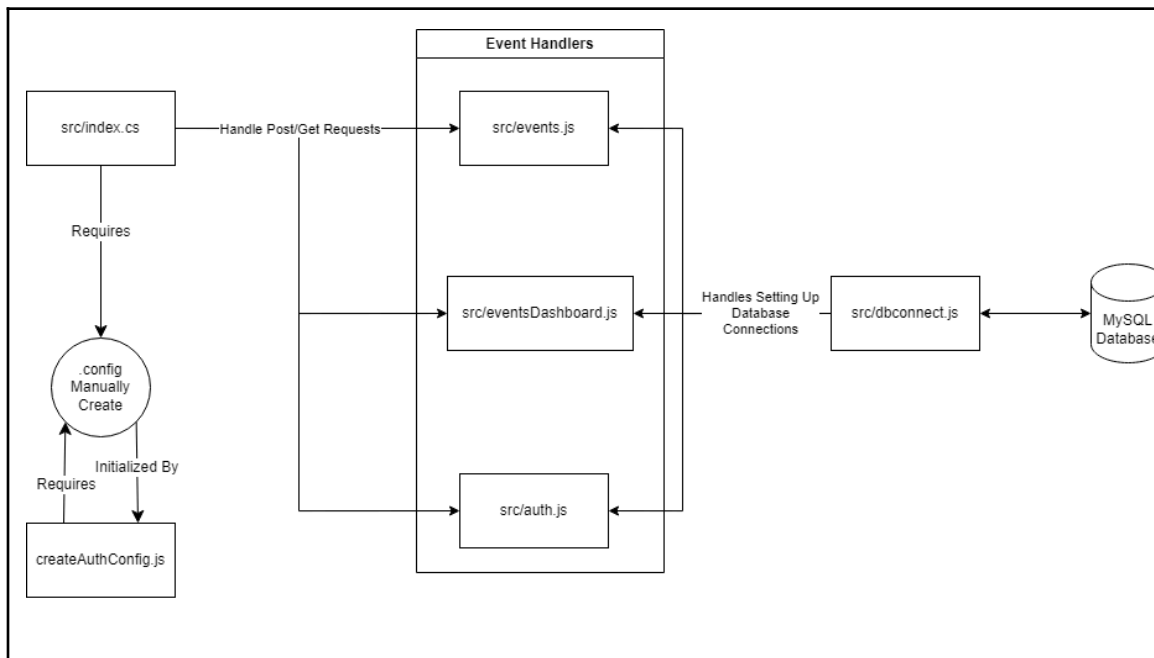 Event Handlers
src/index.cs
Handle Post/Get Requests
src/events.js
Requires
src/eventsDashboard.js
Handles Setting Up
Database
Connections
src/dbconnect.js
MySQL
Database
.config
Manually
Create
Initialized By
Requires
src/auth.js
createAuthConfig.js